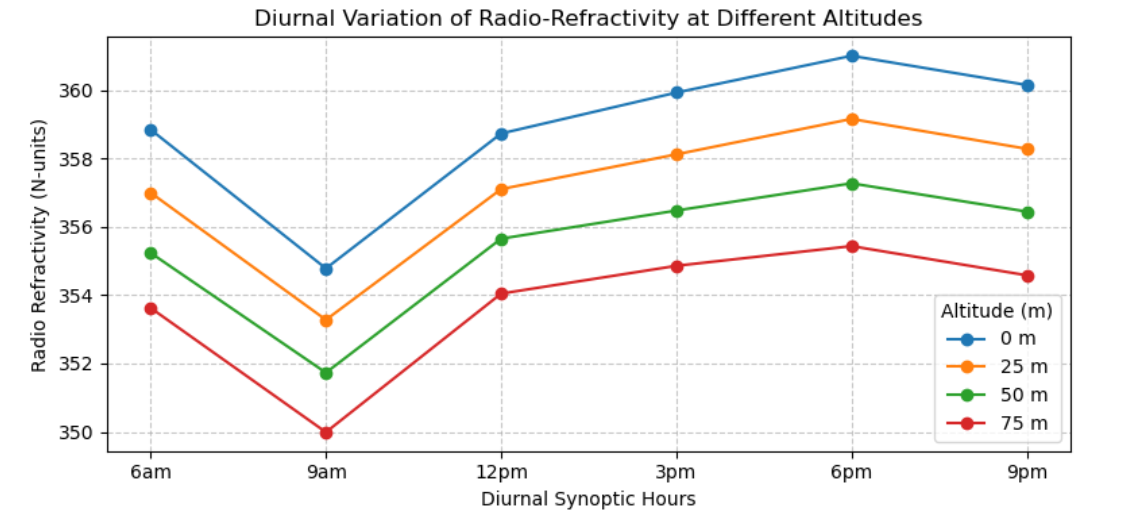 Diurnal Variation of Radio-Refractivity at Different Altitudes
Radio Refractivity (N-units)
360
358
356
354
352
350
6am 9am 12pm 3pm 6pm 9pm
Diurnal Synoptic Hours
Altitude (m)
0 m
25 m
50 m
75 m